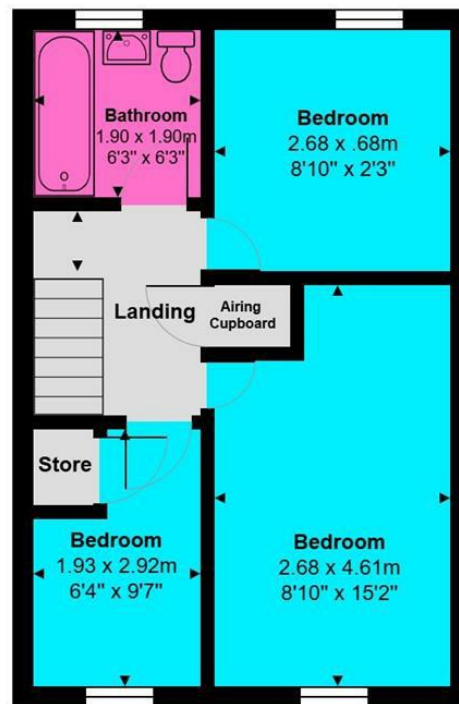 Bathroom
1.90 x 1.90m
6'3" x 6'3"
Bedroom
2.68 x .68m
8'10" x 2'3"
Landing
Airing
Cupboard
Store
Bedroom
1.93 x 2.92m
6'4" x 9'7"
Bedroom
2.68 x 4.61m
8'10" x 15'2"